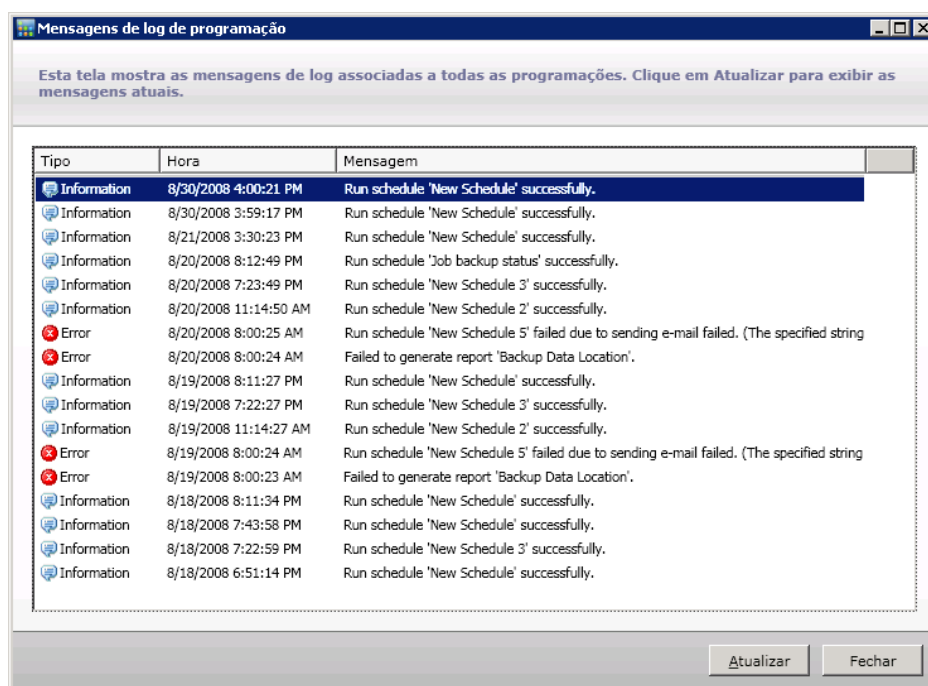 Mensagens de log de programação
Esta tela mostra as mensagens de log associadas a todas as programações. Clique em Atualizar para exibir as
mensagens atuais.
Tipo Hora Mensagem
Information 8/30/2008 4:00:21 PM Run schedule 'New Schedule' successfully.
Information 8/30/2008 3:59:17 PM Run schedule 'New Schedule' successfully.
Information 8/21/2008 3:30:23 PM Run schedule 'New Schedule' successfully.
Information 8/20/2008 8:12:49 PM Run schedule 'Job backup status' successfully.
Information 8/20/2008 7:23:49 PM Run schedule 'New Schedule 3' successfully.
Information 8/20/2008 11:14:50 AM Run schedule 'New Schedule 2' successfully.
Error 8/20/2008 8:00:25 AM Run schedule 'New Schedule 5' failed due to sending e-mail failed. (The specified string
Error 8/20/2008 8:00:24 AM Failed to generate report 'Backup Data Location'.
Information 8/19/2008 8:11:27 PM Run schedule 'New Schedule' successfully.
Information 8/19/2008 7:22:27 PM Run schedule 'New Schedule 3' successfully.
Information 8/19/2008 11:14:27 AM Run schedule 'New Schedule 2' successfully.
Error 8/19/2008 8:00:24 AM Run schedule 'New Schedule 5' failed due to sending e-mail failed. (The specified string
Error 8/19/2008 8:00:23 AM Failed to generate report 'Backup Data Location'.
Information 8/18/2008 8:11:34 PM Run schedule 'New Schedule' successfully.
Information 8/18/2008 7:43:58 PM Run schedule 'New Schedule' successfully.
Information 8/18/2008 7:22:59 PM Run schedule 'New Schedule 3' successfully.
Information 8/18/2008 6:51:14 PM Run schedule 'New Schedule' successfully.
Atualizar Fechar